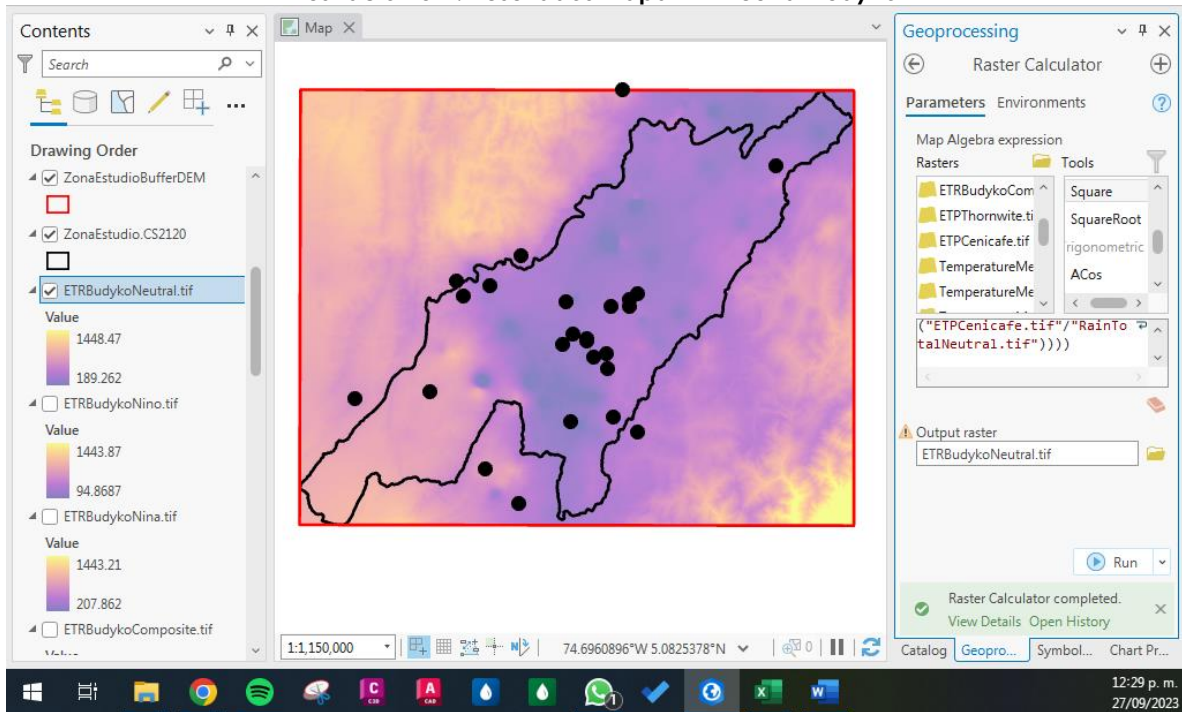 Contents
Search
Drawing Order
ZonaEstudioBufferDEM
ZonaEstudio.CS2120
ETRBudykoNeutral.tif
Value
1448.47
189.262
ETRBudykoNino.tif
Value
1443.87
94.8687
ETRBudykoNina.tif
Value
1443.21
207.862
ETRBudykoComposite.tif
Map
1:1,150,000
74.6960896°W 5.0825378°N
0
Geoprocessing
Raster Calculator
Parameters Environments
Map Algebra expression
Rasters
Tools
ETRBudykoCom
ETPThornwite.ti
ETPCenicafe.tif
TemperatureMe
TemperatureMe
Square
SquareRoot
rigonometric
ACos
("ETPCenicafe.tif"/"RainTo
talNeutral.tif"))))
Output raster
ETRBudykoNeutral.tif
Run
Raster Calculator completed.
View Details Open History
Catalog Geopro... Symbol... Chart Pr...
12:29 p. m.
27/09/2023